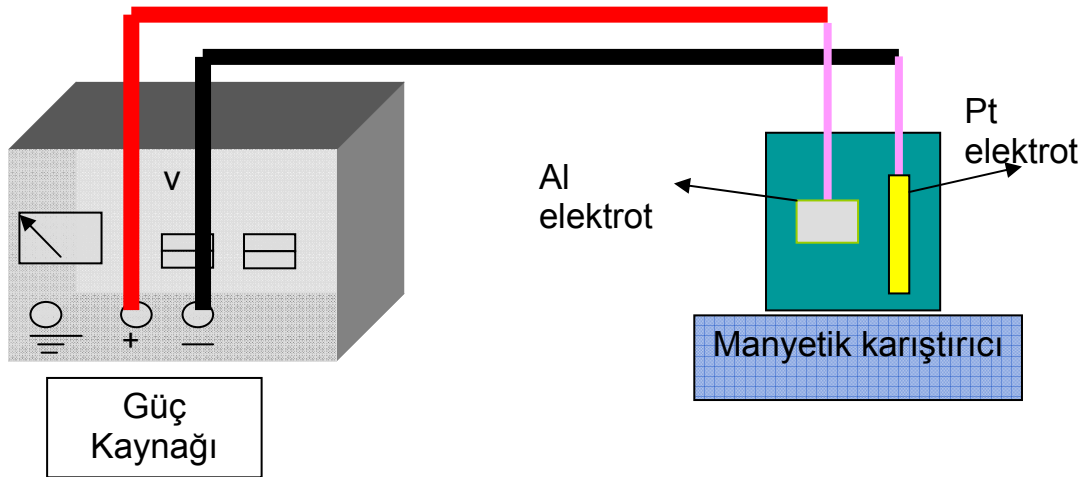 v
+
—
Güç
Kaynağı
Al
elektrot
Pt
elektrot
Manyetik karıştırıcı